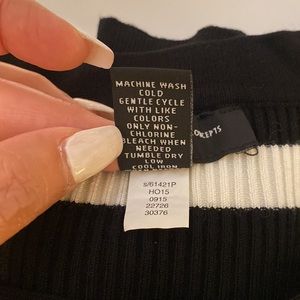 MACHINE WASH
COLD
GENTLE CYCLE
WITH LIKE
COLORS
ONLY NON-
CHLORINE
BLEACH WHEN
NEEDED
TUMBLE DRY
LOW
COOL IRON
S/61421P
HO15
0915
22726
30376